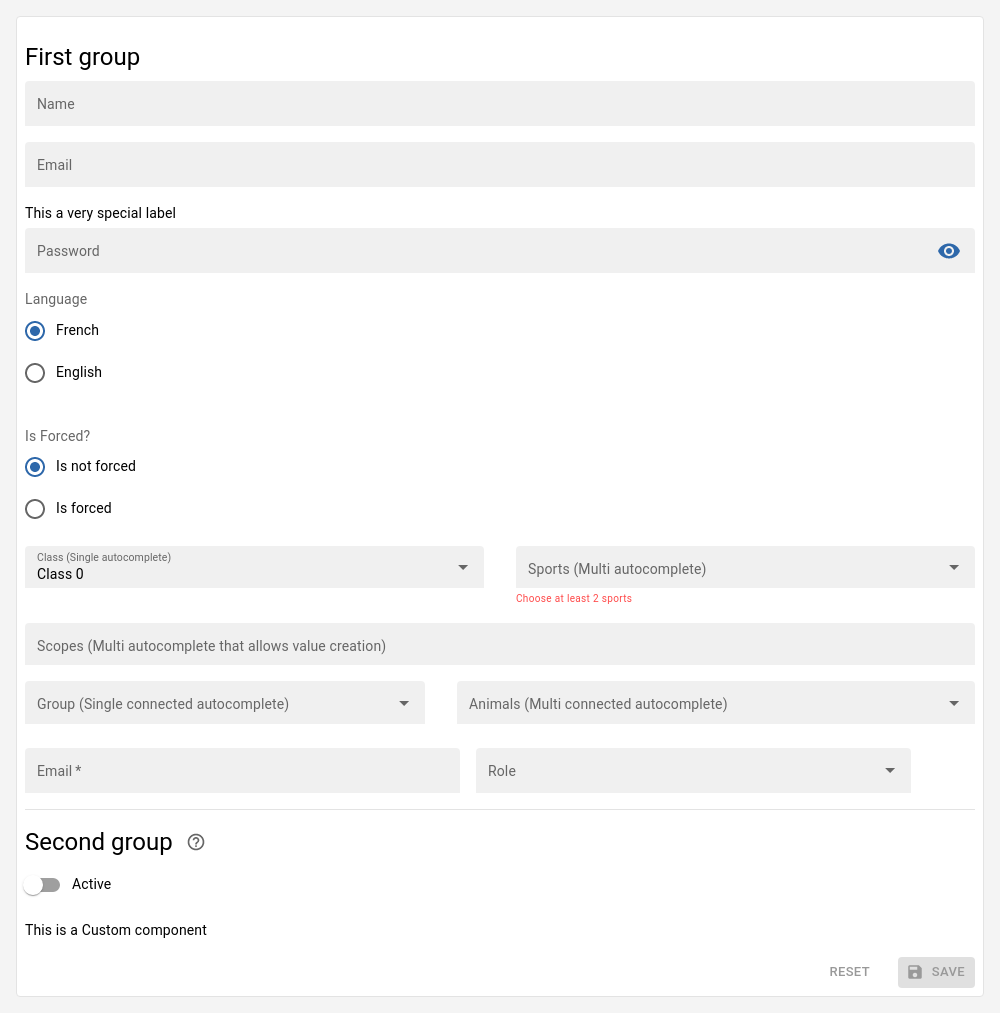 First group
Name
Email
This a very special label
Password
Language
French
English
Is Forced?
Is not forced
Is forced
Class (Single autocomplete)
Class 0
Sports (Multi autocomplete)
Choose at least 2 sports
Scopes (Multi autocomplete that allows value creation)
Group (Single connected autocomplete)
Animals (Multi connected autocomplete)
Email *
Role
Second group
Active
This is a Custom component
RESET
SAVE